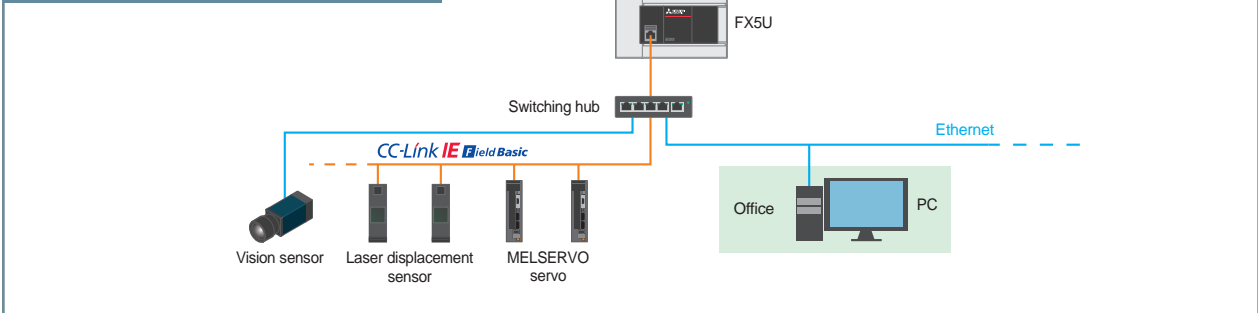 FX5U
Switching hub
Ethernet
CC-Link IE Field Basic
Office
PC
Vision sensor
Laser displacement
sensor
MELSERVO
servo